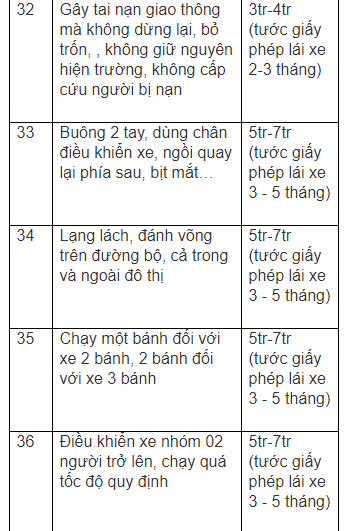 32
Gây tai nạn giao thông
mà không dừng lại, bỏ
trốn, , không giữ nguyên
hiện trường, không cấp
cứu người bị nạn
3tr-4tr
(tước giấy
phép lái xe
2-3 tháng)
33
Buông 2 tay, dùng chân
điều khiển xe, ngồi quay
lại phía sau, bịt mắt…
5tr-7tr
(tước giấy
phép lái xe
3 - 5 tháng)
34
Lạng lách, đánh võng
trên đường bộ, cả trong
và ngoài đô thị
5tr-7tr
(tước giấy
phép lái xe
3 - 5 tháng)
35
Chạy một bánh đối với
xe 2 bánh, 2 bánh đối
với xe 3 bánh
5tr-7tr
(tước giấy
phép lái xe
3 - 5 tháng)
36
Điều khiển xe nhóm 02
người trở lên, chạy quá
tốc độ quy định
5tr-7tr
(tước giấy
phép lái xe
3 - 5 tháng)